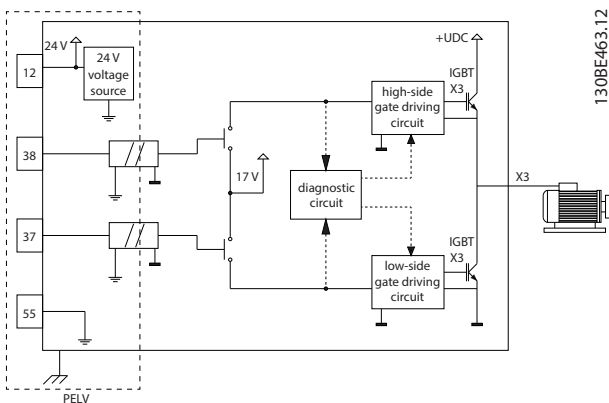 130BE463.12
+UDC
24 V
12
24 V
voltage
source
IGBT
X3
high-side
gate driving
circuit
38
17 V
diagnostic
circuit
X3
37
IGBT
X3
low-side
gate driving
circuit
55
PELV